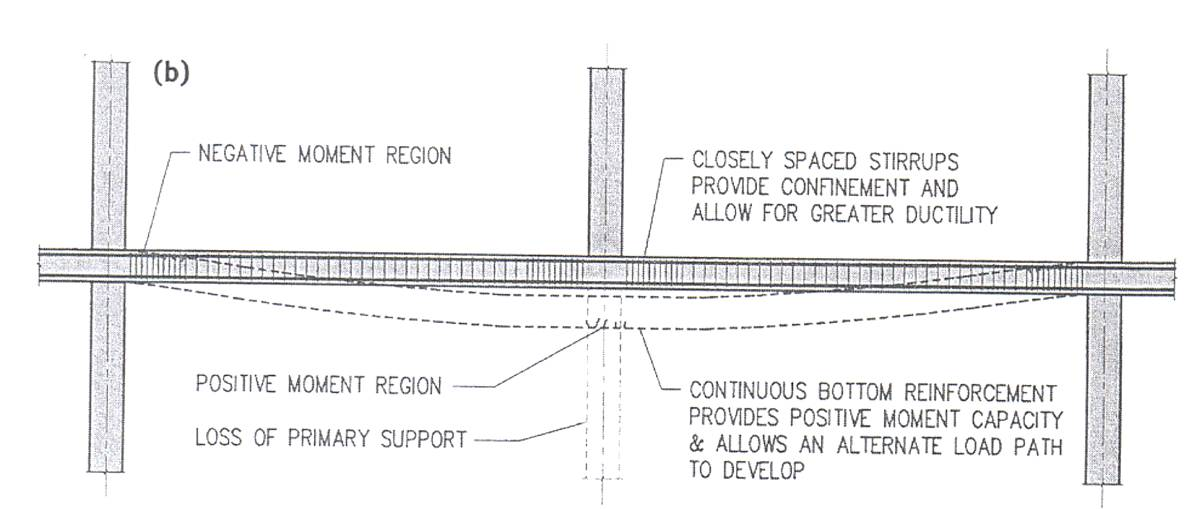 (b)
NEGATIVE MOMENT REGION
CLOSELY SPACED STIRRUPS
PROVIDE CONFINEMENT AND
ALLOW FOR GREATER DUCTILITY
POSITIVE MOMENT REGION
LOSS OF PRIMARY SUPPORT
CONTINUOUS BOTTOM REINFORCEMENT
PROVIDES POSITIVE MOMENT CAPACITY
& ALLOWS AN ALTERNATE LOAD PATH
TO DEVELOP